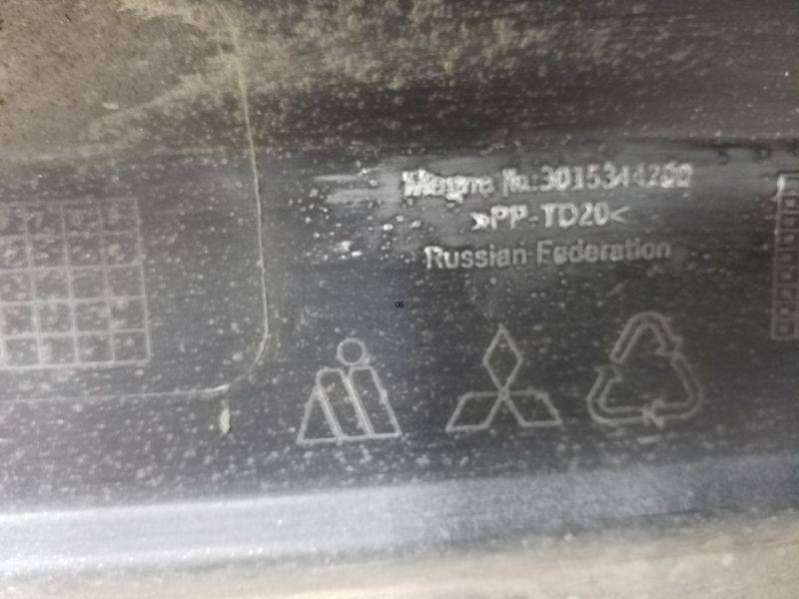 Magna No.:3015344200
>PP-TD20<
Russian Federation